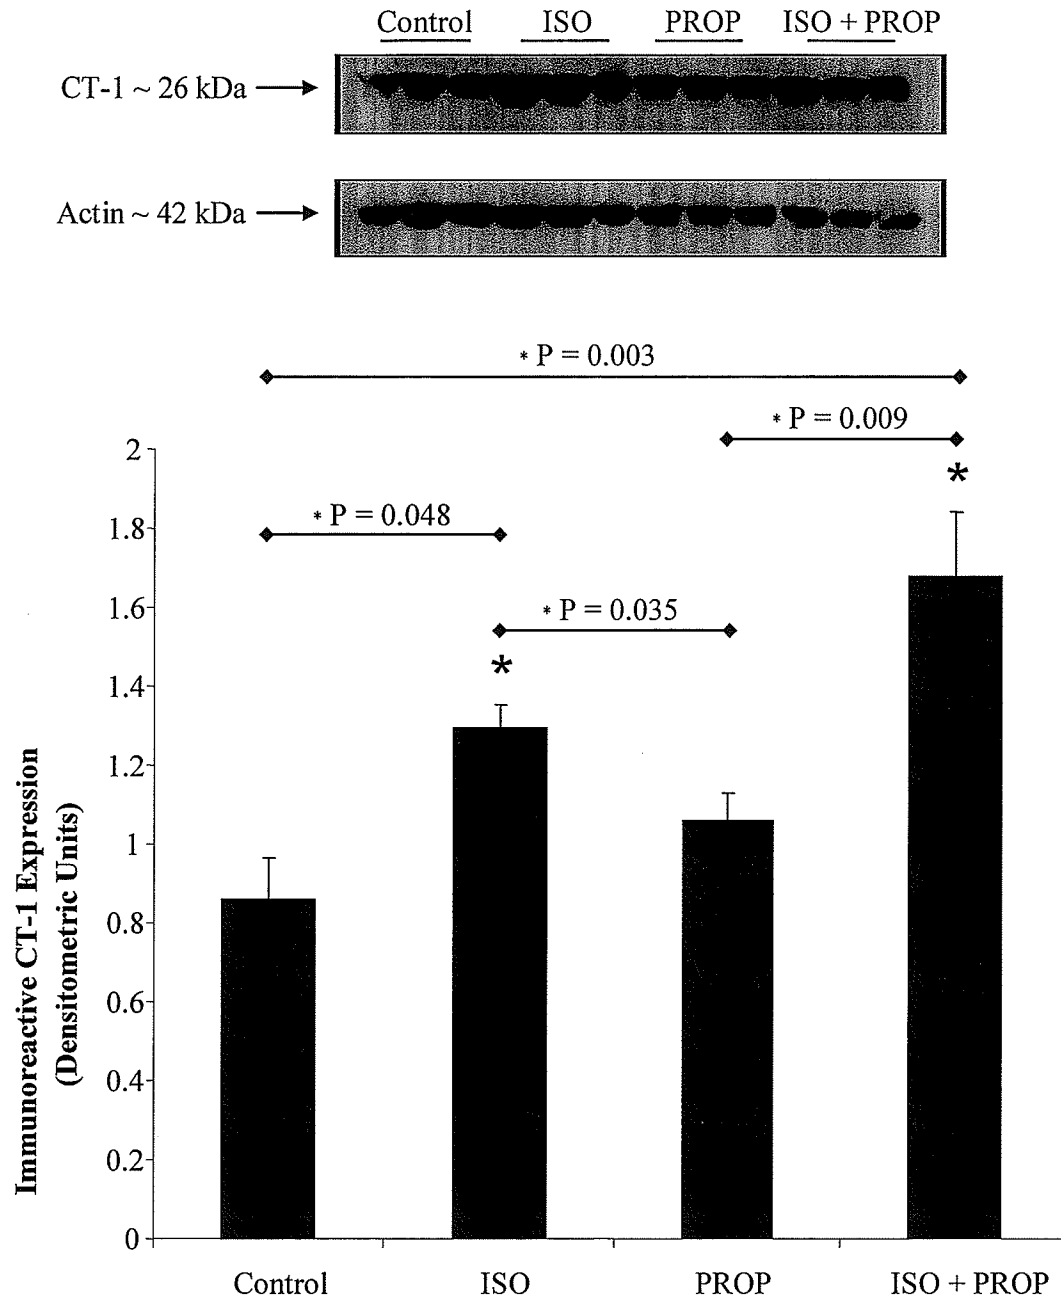 Control ISO PROP ISO + PROP
CT-1 ~ 26 kDa
Actin ~ 42 kDa
* P = 0.003
* P = 0.009
2
*
* P = 0.048
1.8
1.6
* P = 0.035
*
1.4
1.2
1
0.8
0.6
0.4
0.2
0
Immunoreactive CT-1 Expression
(Densitometric Units)
Control ISO PROP ISO + PROP